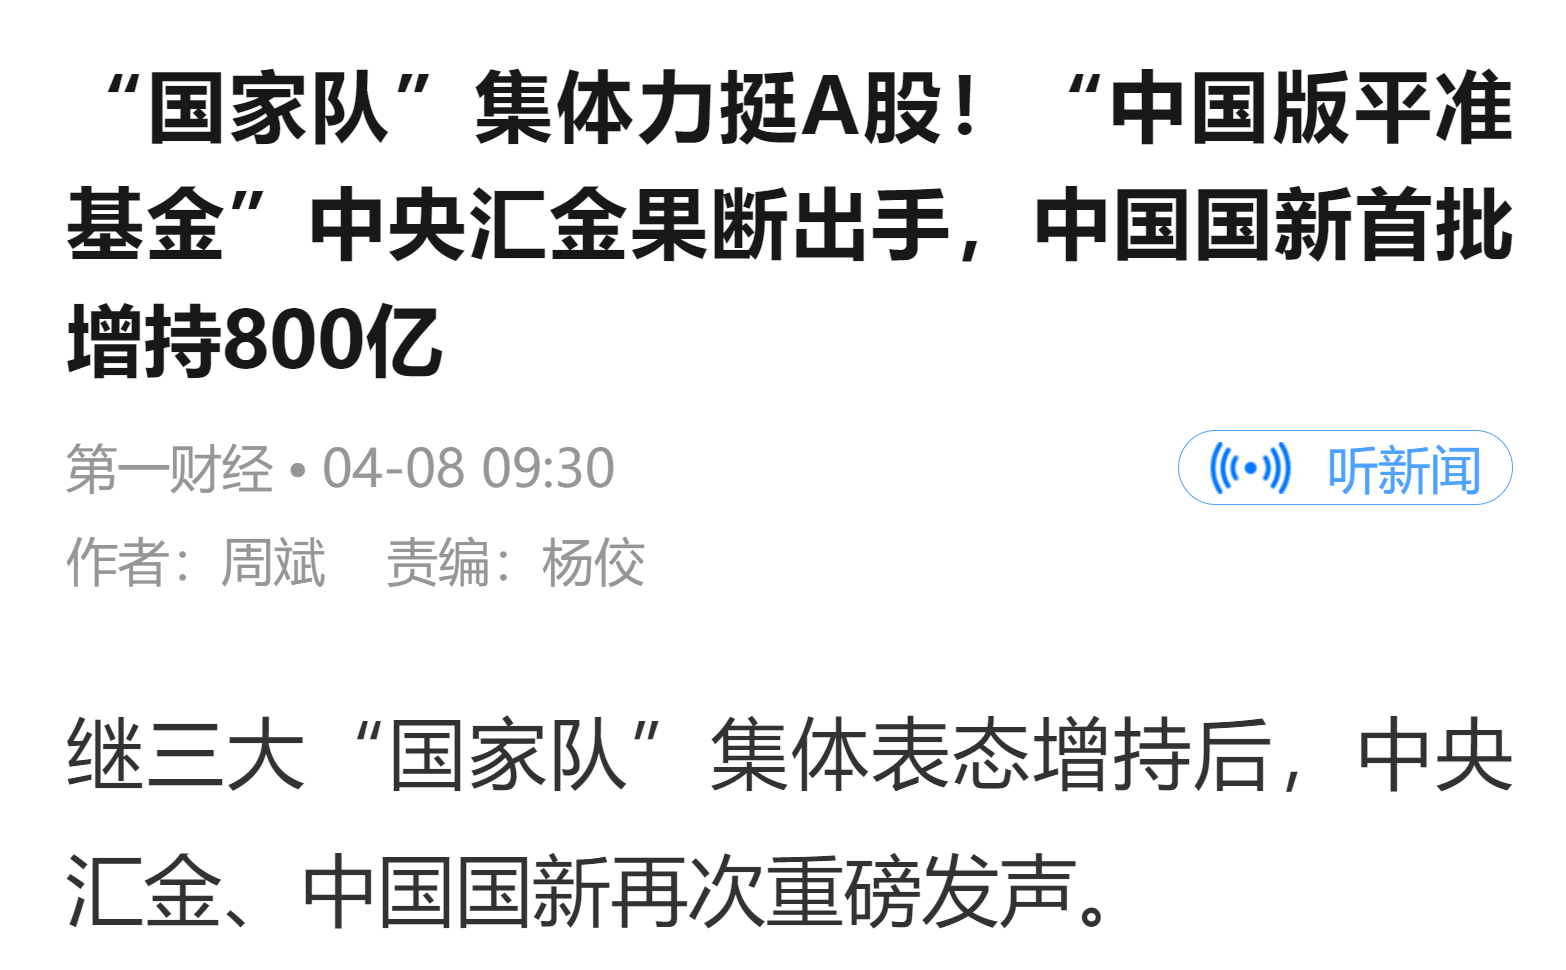 “国家队”集体力挺A股！“中国版平准
基金”中央汇金果断出手，中国国新首批
增持800亿
第一财经 • 04-08 09:30
听新闻
作者：周斌 责编：杨佼
继三大“国家队”集体表态增持后，中央
汇金、中国国新再次重磅发声。